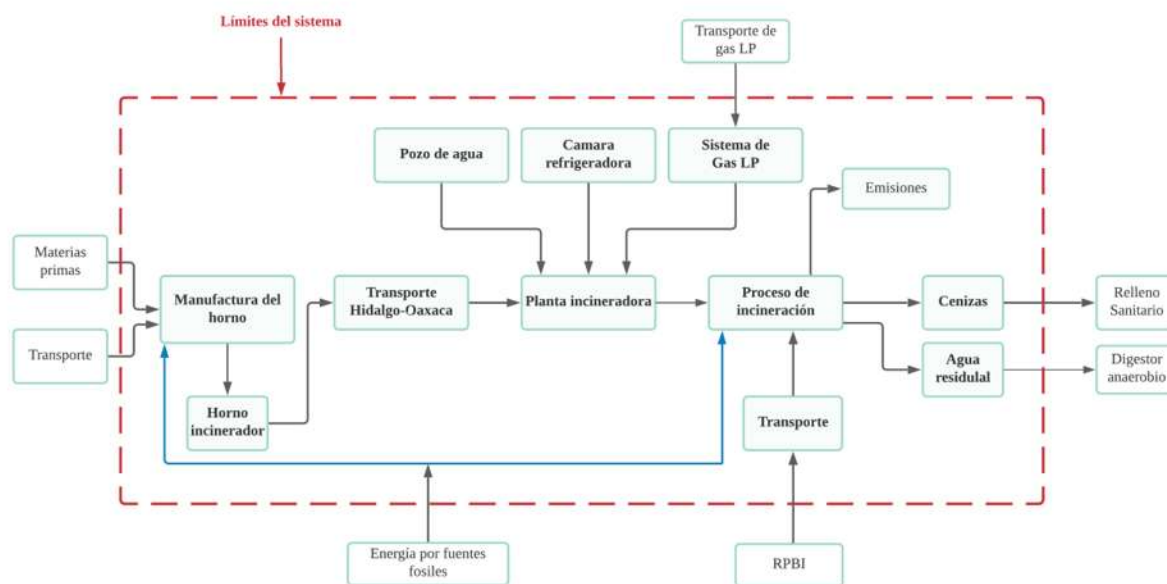 Límites del sistema
Transporte de
gas LP
Pozo de agua
Camara
refrigeradora
Sistema de
Gas LP
Emisiones
Materias
primas
Transporte
Manufactura del
horno
Transporte
Hidalgo-Oaxaca
Planta incineradora
Proceso de
incineración
Cenizas
Relleno
Sanitario
Horno
incinerador
Agua
residulal
Digestor
anaerobio
Transporte
Energía por fuentes
fosiles
RPBI